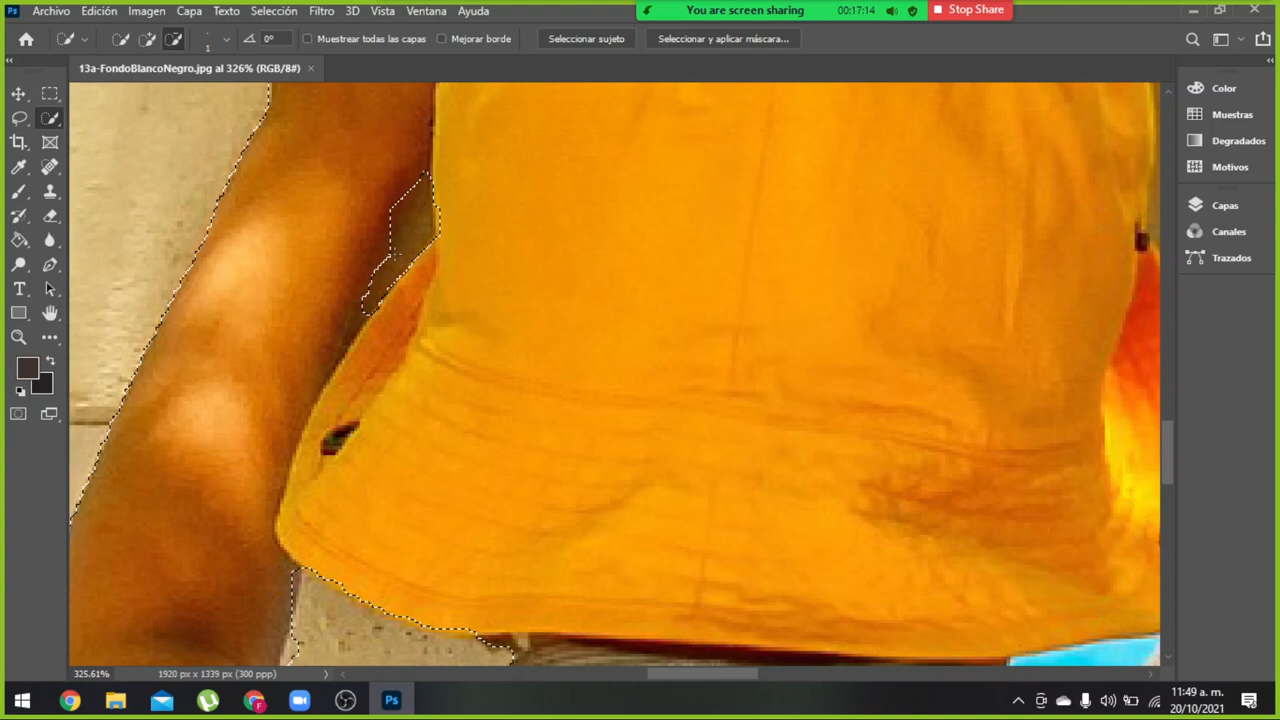 You are screen sharing
00:17:14
Stop Share
Ps
Archivo Edición Imagen Capa Texto Selección Filtro 3D Vista Ventana Ayuda
1
0°
Muestrear todas las capas
Mejorar borde
Seleccionar sujeto
Seleccionar y aplicar máscara...
13a-FondoBlancoNegro.jpg al 326% (RGB/8#) ×
Color
Muestras
Degradados
Motivos
Capas
Canales
Trazados
325.61%
1920 px x 1339 px (300 ppp)
F
Ps
11:49 a. m.
20/10/2021